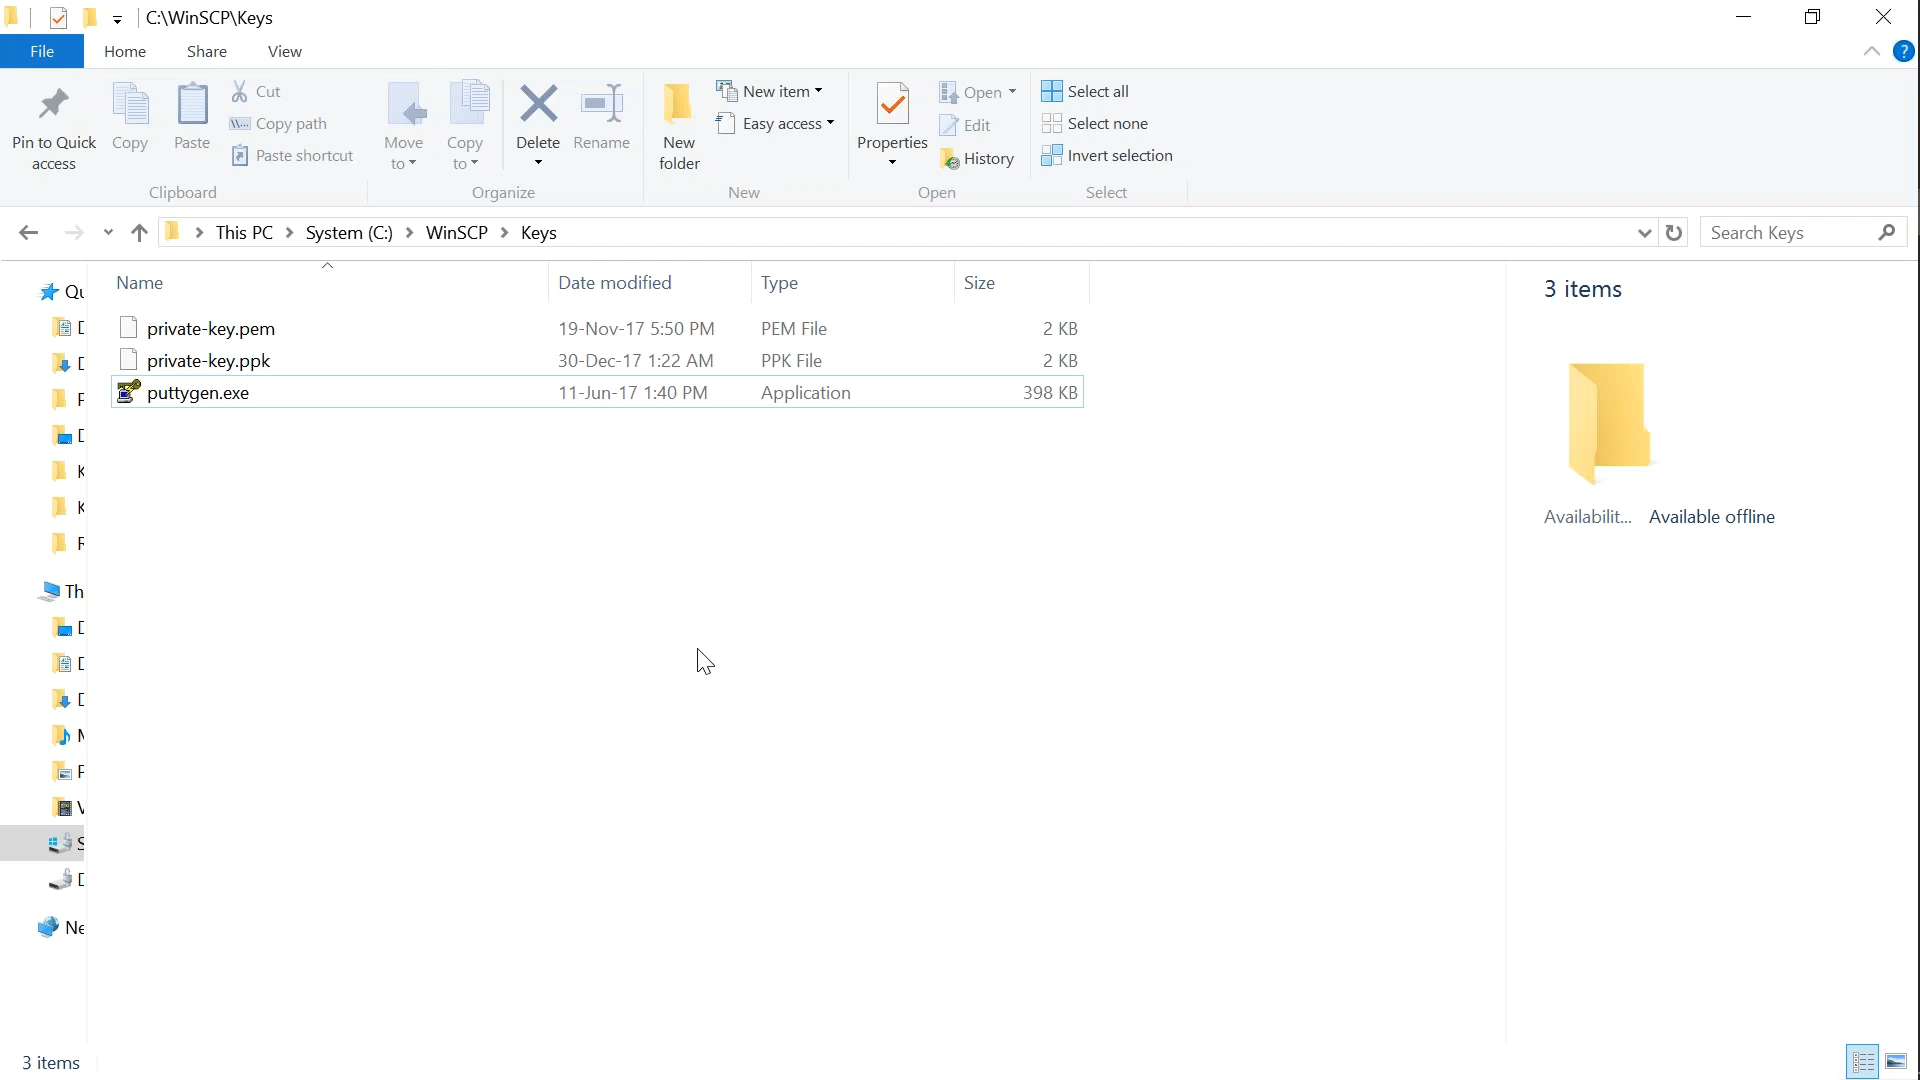 C:\WinSCP\Keys
File Home Share View
Pin to Quick access
Copy
Paste
Cut
Copy path
Paste shortcut
Clipboard
Move to
Copy to
Delete
Rename
Organize
New folder
New item
Easy access
New
Properties
Open
Edit
History
Open
Select all
Select none
Invert selection
Select
This PC System (C:) WinSCP Keys
Search Keys
Name Date modified Type Size
private-key.pem 19-Nov-17 5:50 PM PEM File 2 KB
private-key.ppk 30-Dec-17 1:22 AM PPK File 2 KB
puttygen.exe 11-Jun-17 1:40 PM Application 398 KB
3 items
Availabilit... Available offline
Qu
Th
Ne
3 items